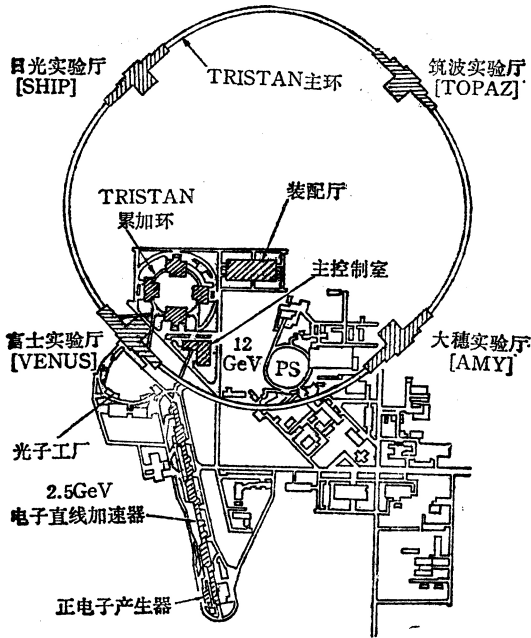 日光实验厅
[SHIP]
TRISTAN主环
筑波实验厅
[TOPAZ]
TRISTAN
累加环
装配厅
主控制室
富士实验厅
[VENUS]
12
GeV
PS
大穗实验厅
[AMY]
光子工厂
2.5GeV
电子直线加速器
正电子产生器